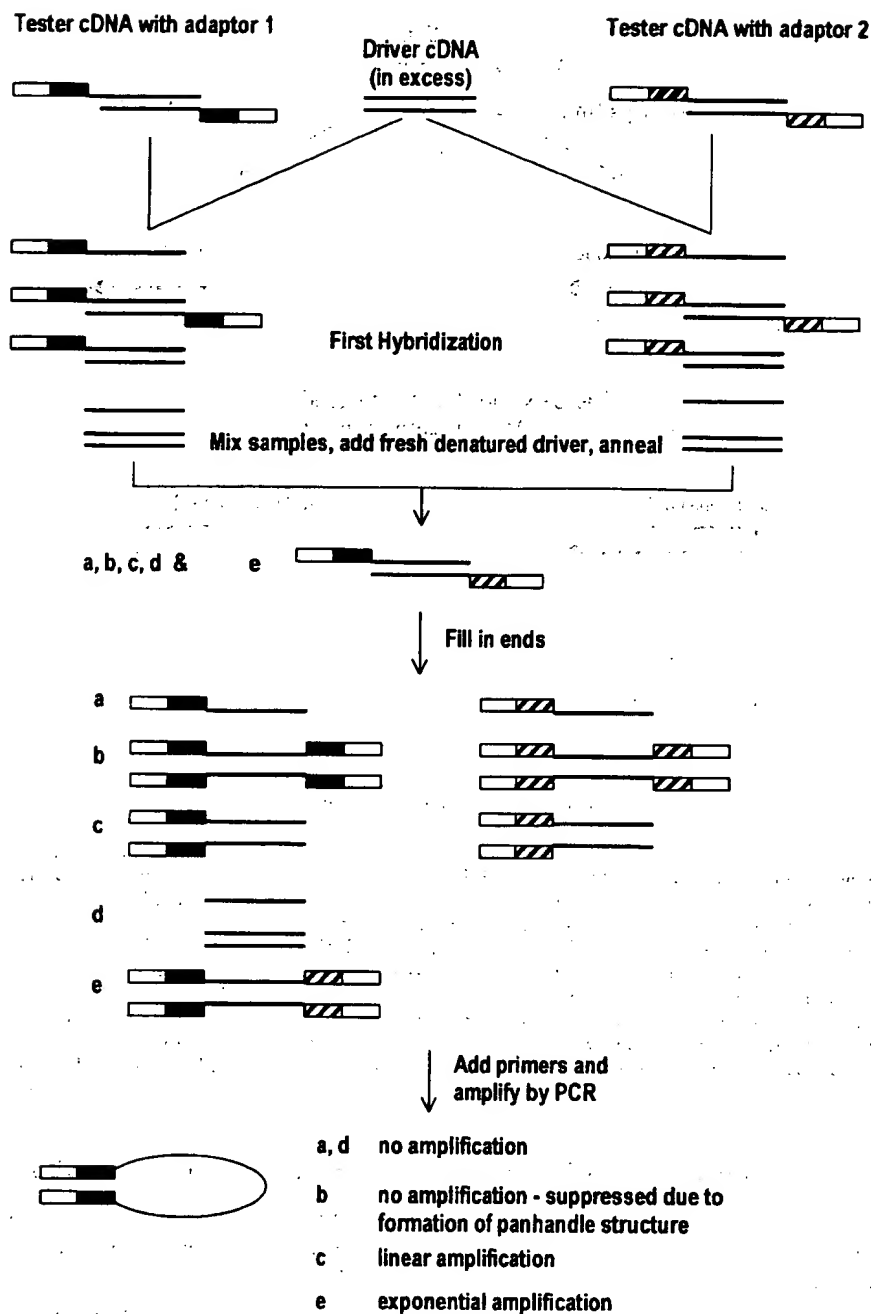 Tester cDNA with adaptor 1
Driver cDNA
(in excess)
Tester cDNA with adaptor 2
First Hybridization
Mix samples, add fresh denatured driver, anneal
a, b, c, d & e
Fill in ends
a
b
c
d
e
Add primers and
amplify by PCR
a, d no amplification
b no amplification - suppressed due to
formation of panhandle structure
c linear amplification
e exponential amplification